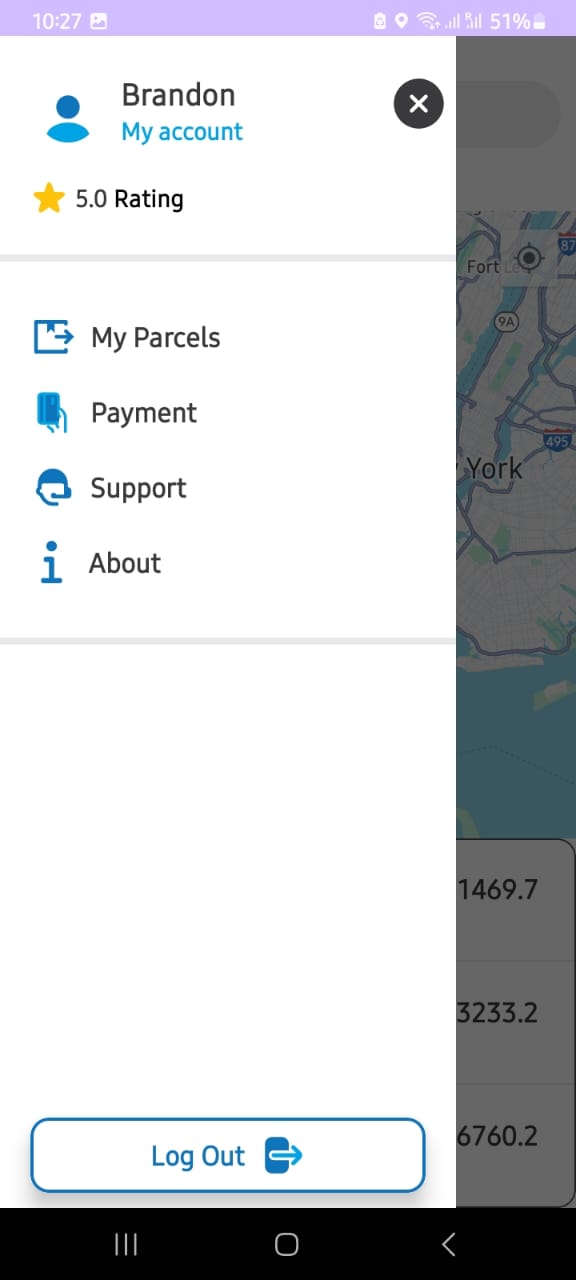 10:27
51%
Brandon
My account
5.0 Rating
87
Fort Lee
9A
My Parcels
Payment
495
York
Support
About
1469.7
3233.2
6760.2
Log Out